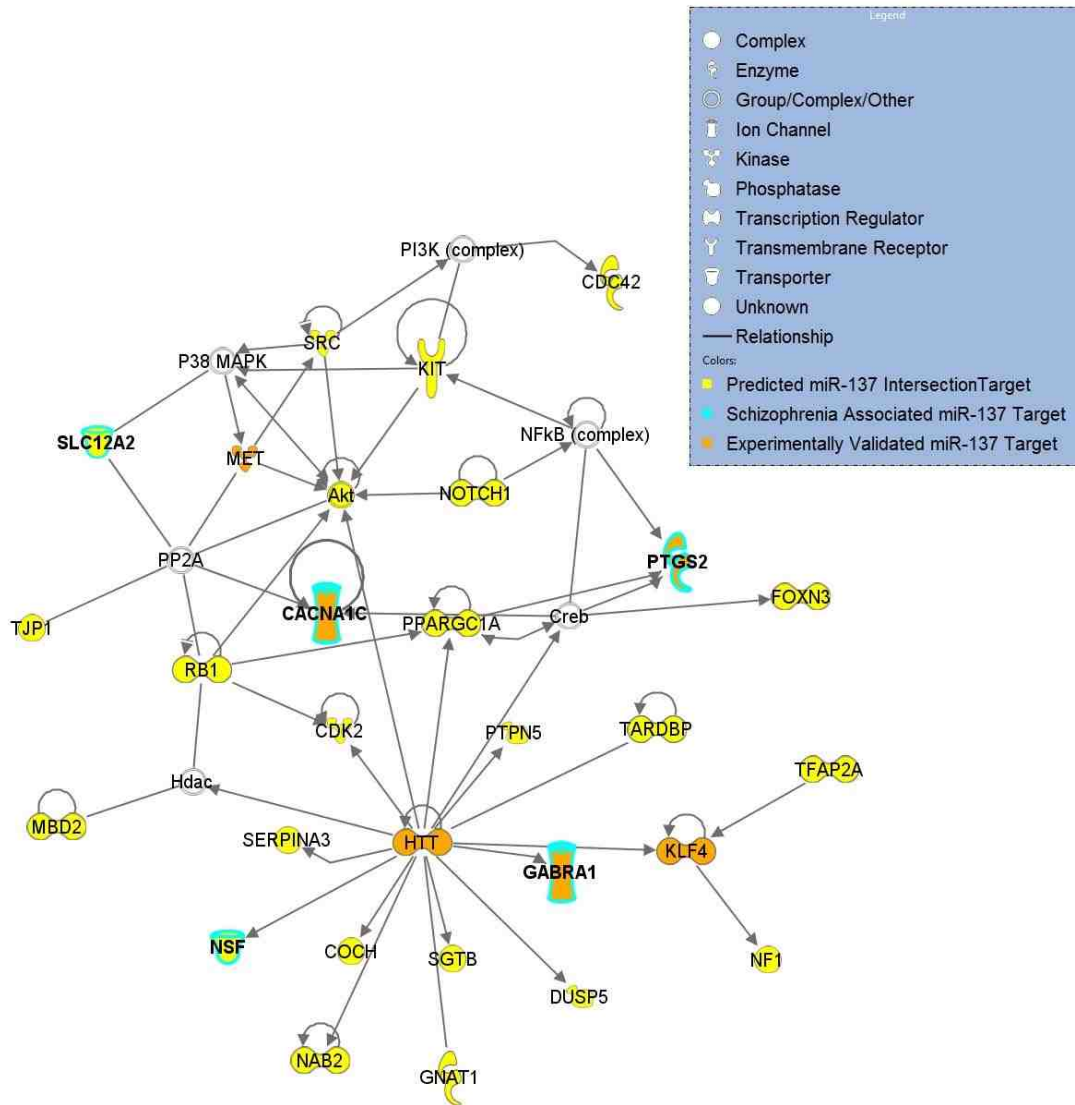 Legend
Complex
Enzyme
Group/Complex/Other
Ion Channel
Kinase
Phosphatase
Transcription Regulator
Transmembrane Receptor
Transporter
Unknown
Relationship
Colors:
Predicted miR-137 IntersectionTarget
Schizophrenia Associated miR-137 Target
Experimentally Validated miR-137 Target
PI3K (complex)
CDC42
SRC
P38 MAPK
KIT
SLC12A2
NFkB (complex)
MET
Akt
NOTCH1
PP2A
PTGS2
CACNA1C
FOXN3
TJP1
PPARGC1A
Creb
RB1
CDK2
PTPN5
TARDBP
TFAP2A
Hdac
MBD2
SERPINA3
HTT
KLF4
GABRA1
NSF
COCH
SGTB
NF1
DUSP5
NAB2
GNAT1